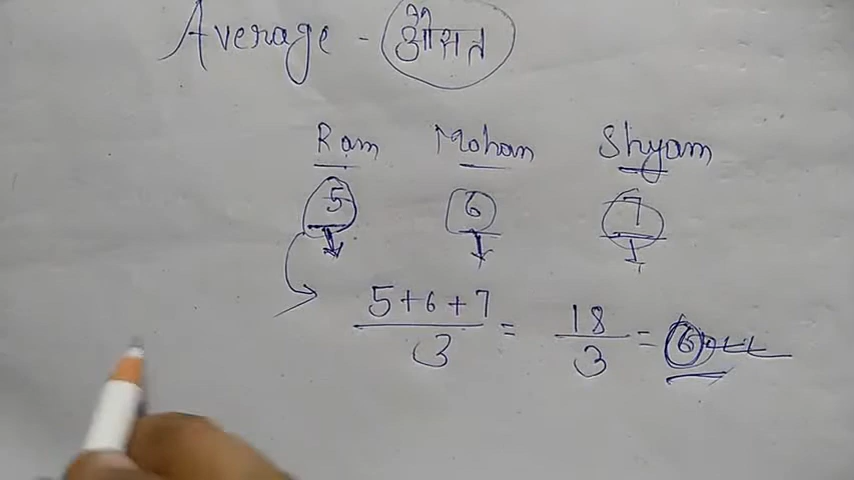 Average - औसत
Ram Mohan Shyam
5 6 7
5+6+7/3 = 18/3 = 6